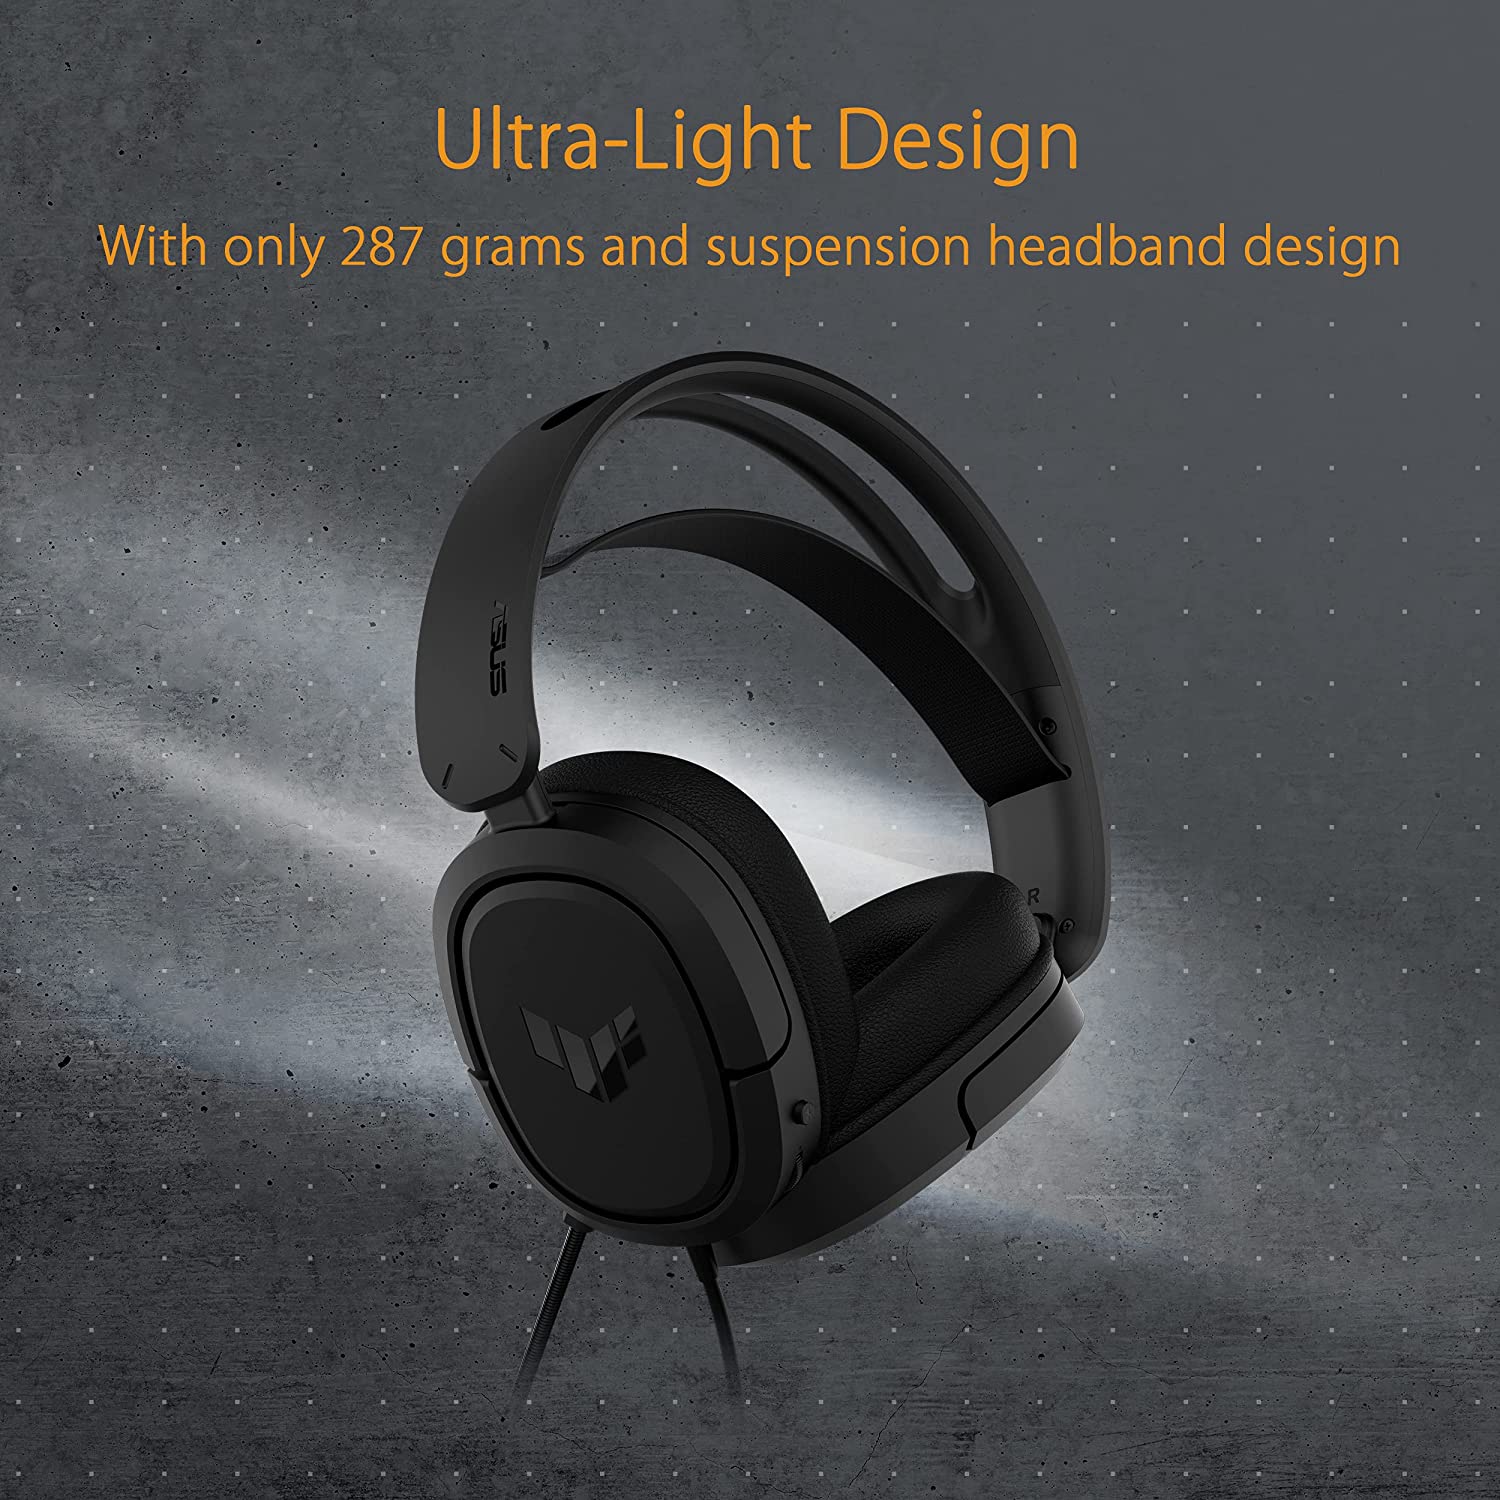 Ultra-Light Design
With only 287 grams and suspension headband design
ASUS
R